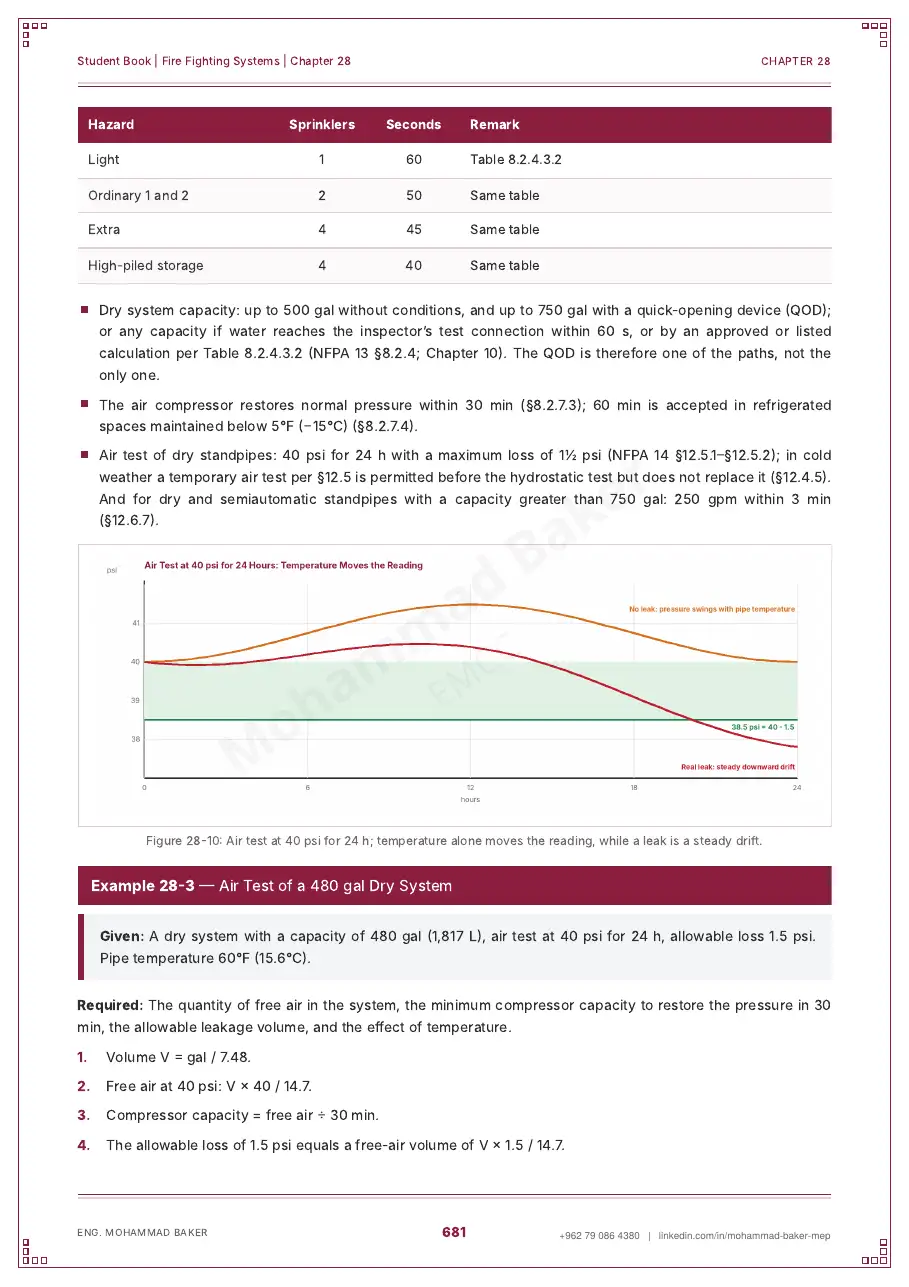 Student Book | Fire Fighting Systems | Chapter 28
CHAPTER 28
Hazard Sprinklers Seconds Remark
Light 1 60 Table 8.2.4.3.2
Ordinary 1 and 2 2 50 Same table
Extra 4 45 Same table
High-piled storage 4 40 Same table
Dry system capacity: up to 500 gal without conditions, and up to 750 gal with a quick-opening device (QOD);
or any capacity if water reaches the inspector's test connection within 60 s, or by an approved or listed
calculation per Table 8.2.4.3.2 (NFPA 13 §8.2.4; Chapter 10). The QOD is therefore one of the paths, not the
only one.
The air compressor restores normal pressure within 30 min (§8.2.7.3); 60 min is accepted in refrigerated
spaces maintained below 5°F (−15°C) (§8.2.7.4).
Air test of dry standpipes: 40 psi for 24 h with a maximum loss of 1½ psi (NFPA 14 §12.5.1–§12.5.2); in cold
weather a temporary air test per §12.5 is permitted before the hydrostatic test but does not replace it (§12.4.5).
And for dry and semiautomatic standpipes with a capacity greater than 750 gal: 250 gpm within 3 min
(§12.6.7).
psi
Air Test at 40 psi for 24 Hours: Temperature Moves the Reading
No leak: pressure swings with pipe temperature
41
40
39
38.5 psi = 40 - 1.5
38
Real leak: steady downward drift
0 6 12 18 24
hours
Mohammad Baker
EMC
Figure 28-10: Air test at 40 psi for 24 h; temperature alone moves the reading, while a leak is a steady drift.
Example 28-3 — Air Test of a 480 gal Dry System
Given: A dry system with a capacity of 480 gal (1,817 L), air test at 40 psi for 24 h, allowable loss 1.5 psi.
Pipe temperature 60°F (15.6°C).
Required: The quantity of free air in the system, the minimum compressor capacity to restore the pressure in 30
min, the allowable leakage volume, and the effect of temperature.
1. Volume V = gal / 7.48.
2. Free air at 40 psi: V × 40 / 14.7.
3. Compressor capacity = free air ÷ 30 min.
4. The allowable loss of 1.5 psi equals a free-air volume of V × 1.5 / 14.7.
ENG. MOHAMMAD BAKER
681
+962 79 086 4380 | linkedin.com/in/mohammad-baker-mep